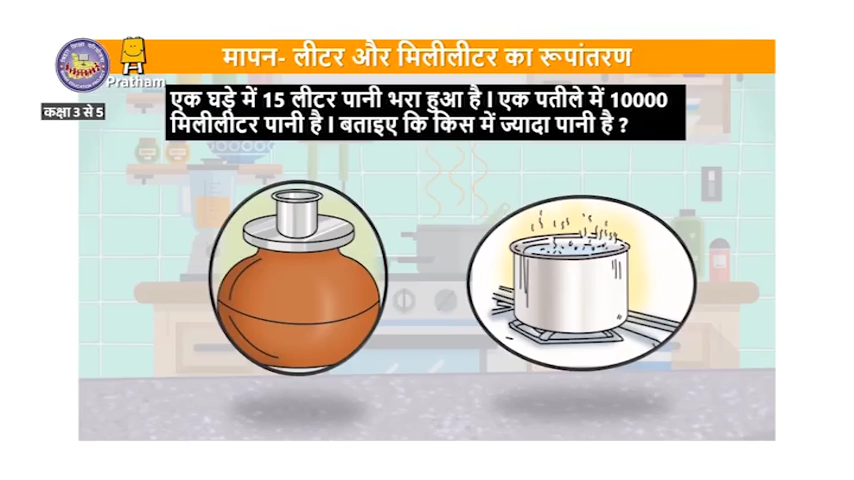 मापन- लीटर और मिलीलीटर का रूपांतरण
Pratham
कक्षा 3 से 5
एक घड़े में 15 लीटर पानी भरा हुआ है । एक पतीले में 10000
मिलीलीटर पानी है । बताइए कि किस में ज्यादा पानी है ?